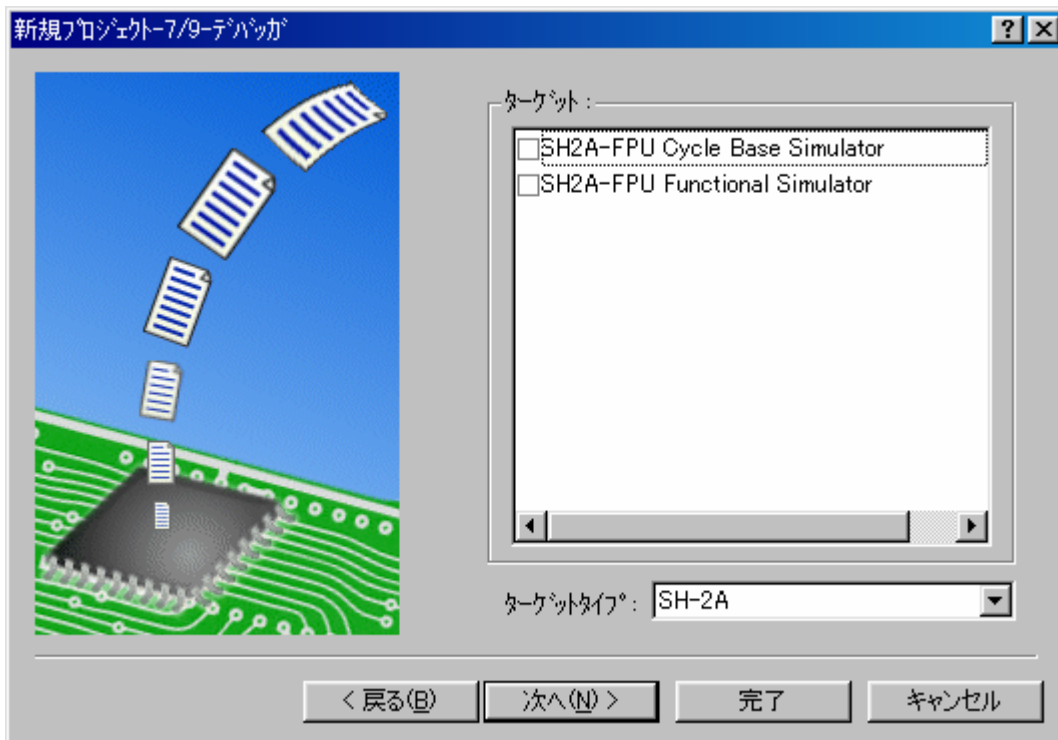 新規ﾌﾟﾛｼﾞｪｸﾄ-7/9-ﾃﾞﾊﾞｯｶﾞ
ﾀｰｹﾞｯﾄ :
SH2A-FPU Cycle Base Simulator
SH2A-FPU Functional Simulator
ﾀｰｹﾞｯﾄﾀｲﾌﾟ : SH-2A
< 戻る(B)
次へ(N) >
完了
キャンセル